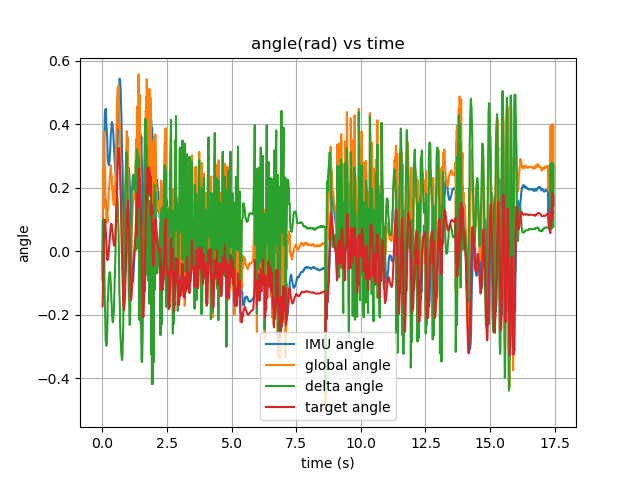 angle(rad) vs time
0.6
0.4
0.2
0.0
−0.2
−0.4
angle
IMU angle
global angle
delta angle
target angle
0.0 2.5 5.0 7.5 10.0 12.5 15.0 17.5
time (s)